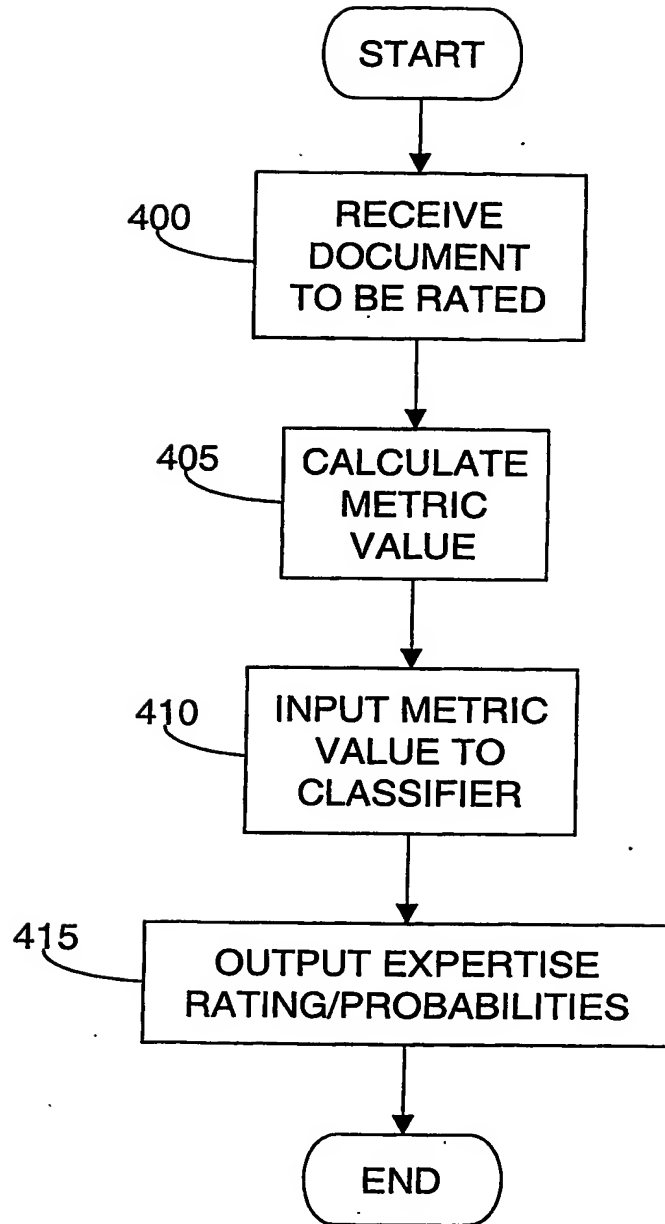 START
400
RECEIVE
DOCUMENT
TO BE RATED
405
CALCULATE
METRIC
VALUE
410
INPUT METRIC
VALUE TO
CLASSIFIER
415
OUTPUT EXPERTISE
RATING/PROBABILITIES
END